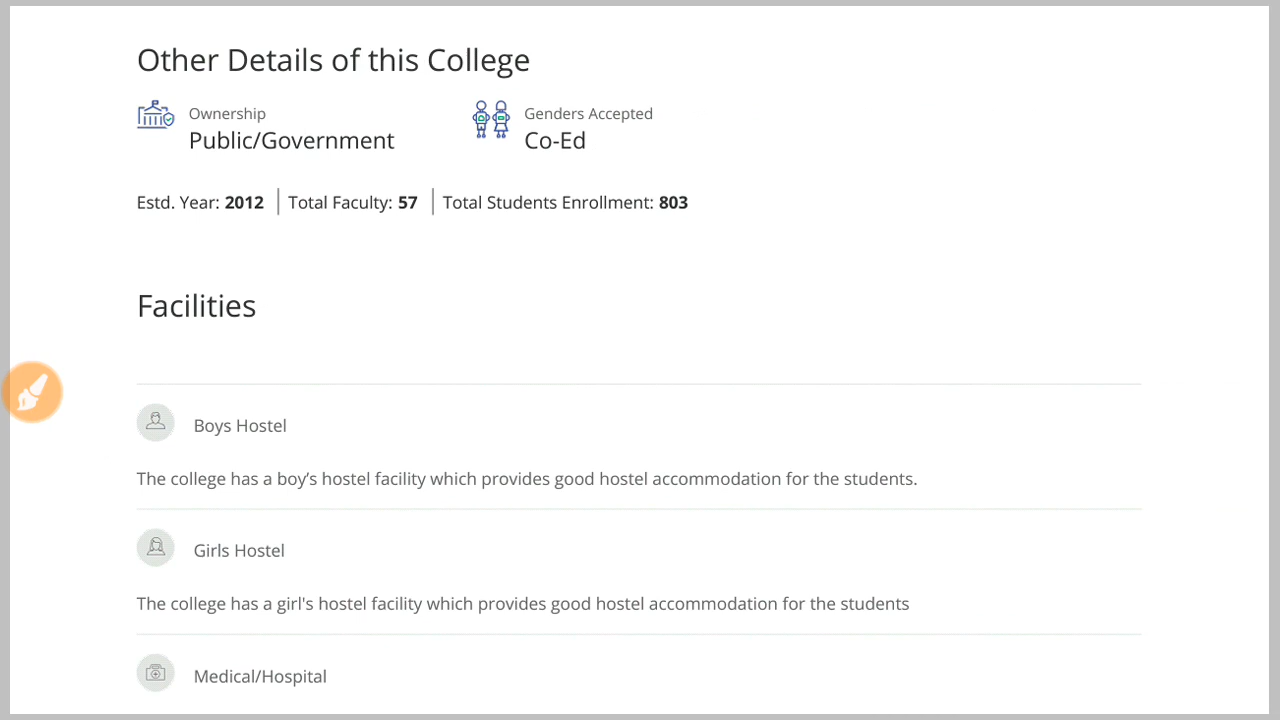 Other Details of this College
Ownership
Public/Government
Genders Accepted
Co-Ed
Estd. Year: 2012 Total Faculty: 57 Total Students Enrollment: 803
Facilities
Boys Hostel
The college has a boy’s hostel facility which provides good hostel accommodation for the students.
Girls Hostel
The college has a girl's hostel facility which provides good hostel accommodation for the students
Medical/Hospital